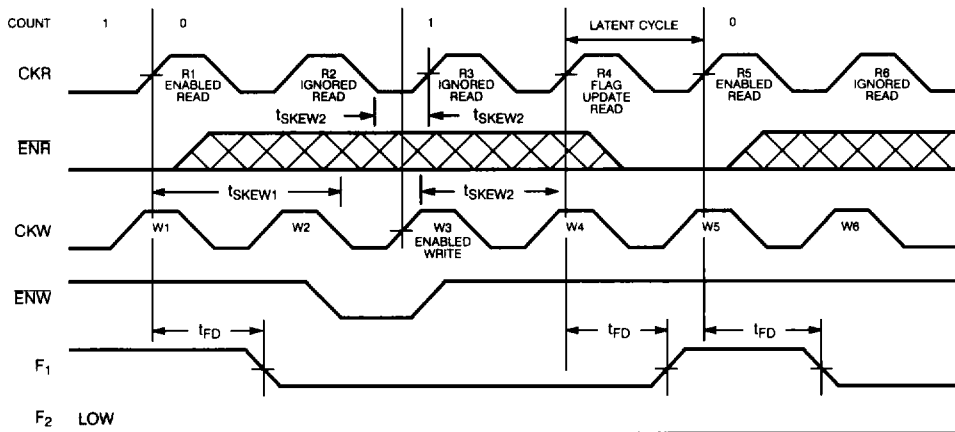 COUNT 1 0 1 LATENT CYCLE 0
CKR
R1 ENABLED READ
R2 IGNORED READ
R3 IGNORED READ
R4 FLAG UPDATE READ
R5 ENABLED READ
R6 IGNORED READ
tSKEW2 tSKEW2
ENR
tSKEW1 tSKEW2
CKW
W1 W2 W3 ENABLED WRITE W4 W5 W6
ENW
tFD tFD tFD
F1
F2 LOW